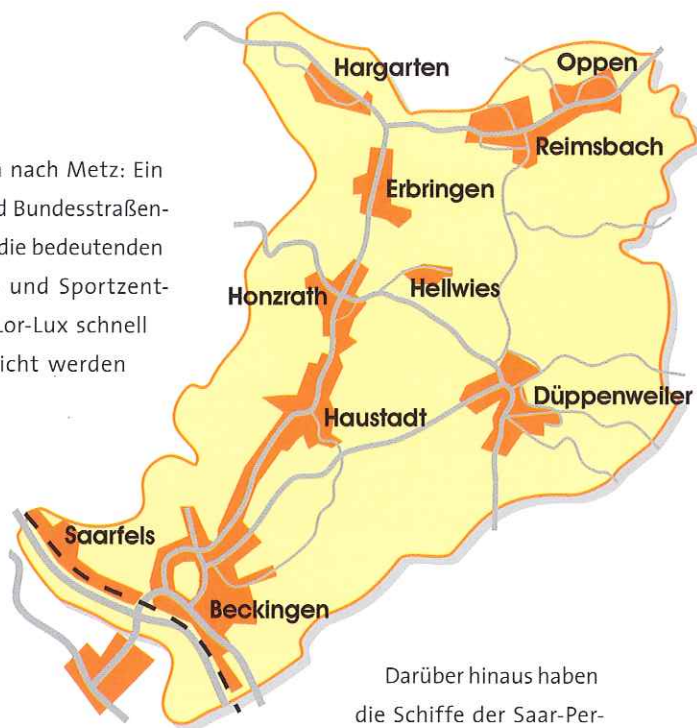 Hargarten
Oppen
Reimsbach
Erbringen
Honzrath
Hellwies
Düppenweiler
Haustadt
Saarfels
Beckingen
nach Metz: Ein
Bundesstraßen-
die bedeutenden
und Sportzent-
Lor-Lux schnell
werden
Darüber hinaus haben
die Schiffe der Saar-Per-